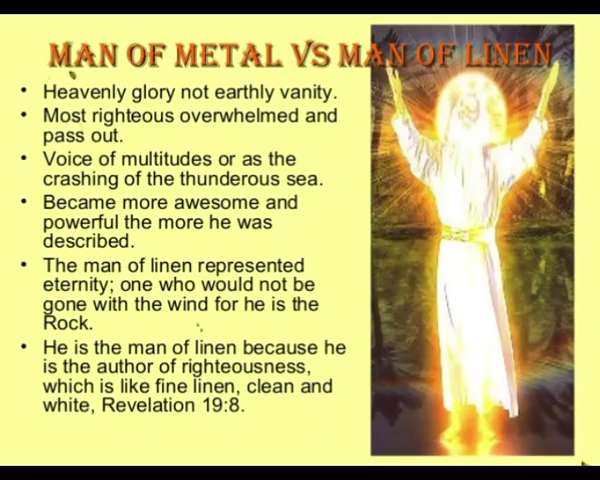 MAN OF METAL VS MAN OF LINEN
• Heavenly glory not earthly vanity.
• Most righteous overwhelmed and
pass out.
• Voice of multitudes or as the
crashing of the thunderous sea.
• Became more awesome and
powerful the more he was
described.
• The man of linen represented
eternity; one who would not be
gone with the wind for he is the
Rock.
• He is the man of linen because he
is the author of righteousness,
which is like fine linen, clean and
white, Revelation 19:8.